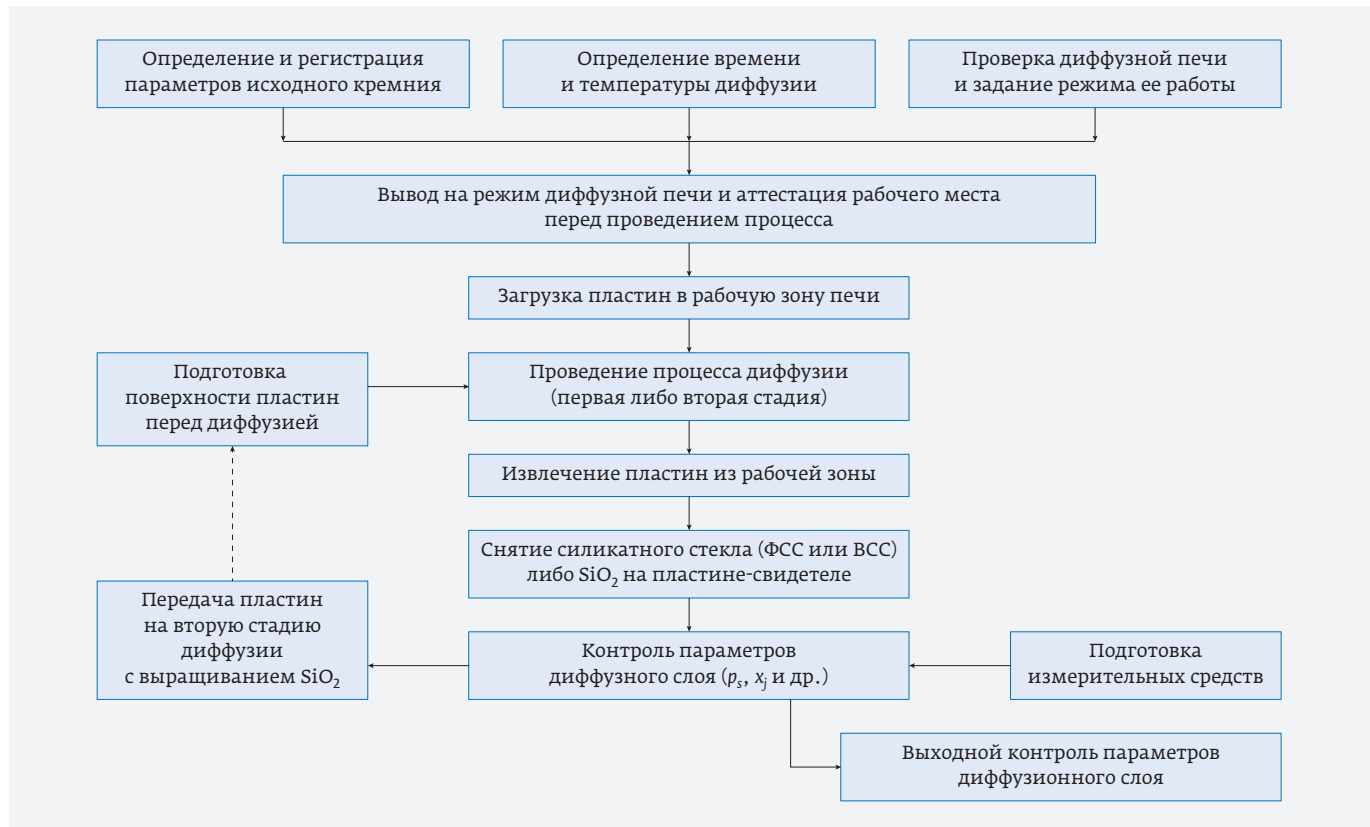 Определение и регистрация
параметров исходного кремния
Определение времени
и температуры диффузии
Проверка диффузной печи
и задание режима ее работы
Вывод на режим диффузной печи и аттестация рабочего места
перед проведением процесса
Загрузка пластин в рабочую зону печи
Подготовка
поверхности пластин
перед диффузией
Проведение процесса диффузии
(первая либо вторая стадия)
Извлечение пластин из рабочей зоны
Снятие силикатного стекла (ФСС или ВСС)
либо SiO₂ на пластине-свидетеле
Передача пластин
на вторую стадию
диффузии
с выращиванием SiO₂
Контроль параметров
диффузного слоя (pₛ, xⱼ и др.)
Подготовка
измерительных средств
Выходной контроль параметров
диффузионного слоя